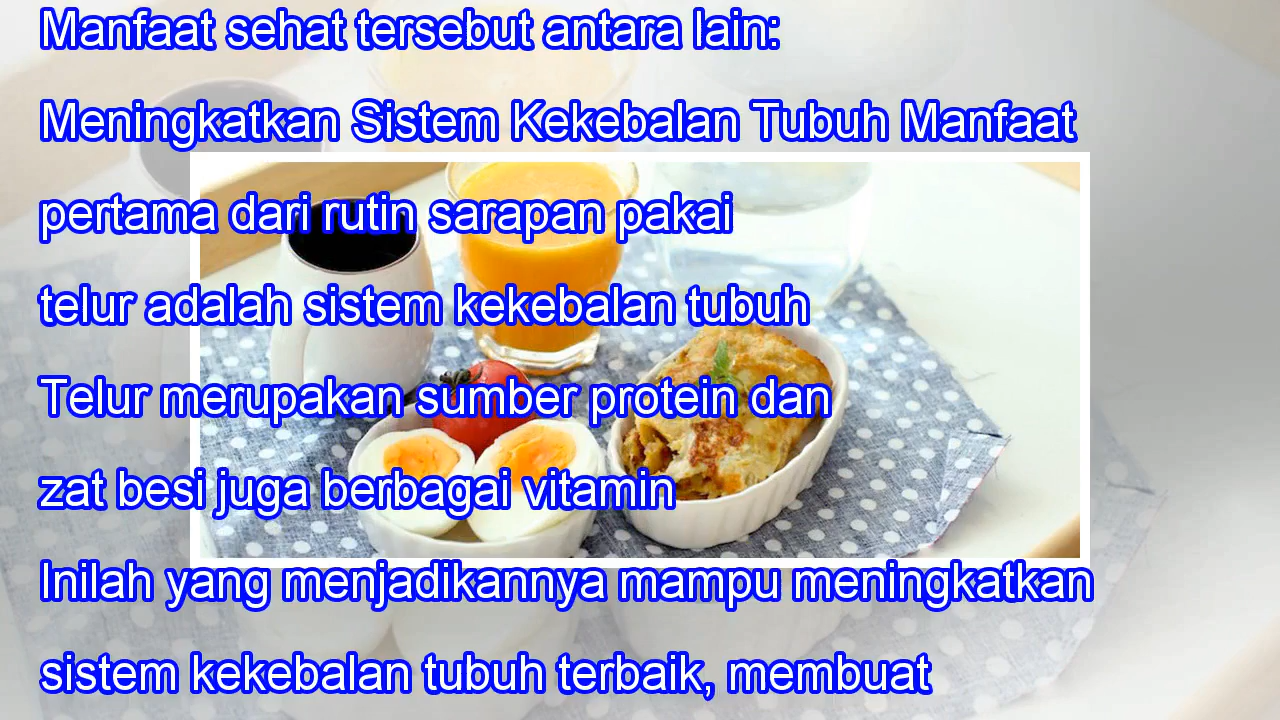 Manfaat sehat tersebut antara lain:
Meningkatkan Sistem Kekebalan Tubuh Manfaat
pertama dari rutin sarapan pakai
telur adalah sistem kekebalan tubuh
Telur merupakan sumber protein dan
zat besi juga berbagai vitamin
Inilah yang menjadikannya mampu meningkatkan
sistem kekebalan tubuh terbaik, membuat